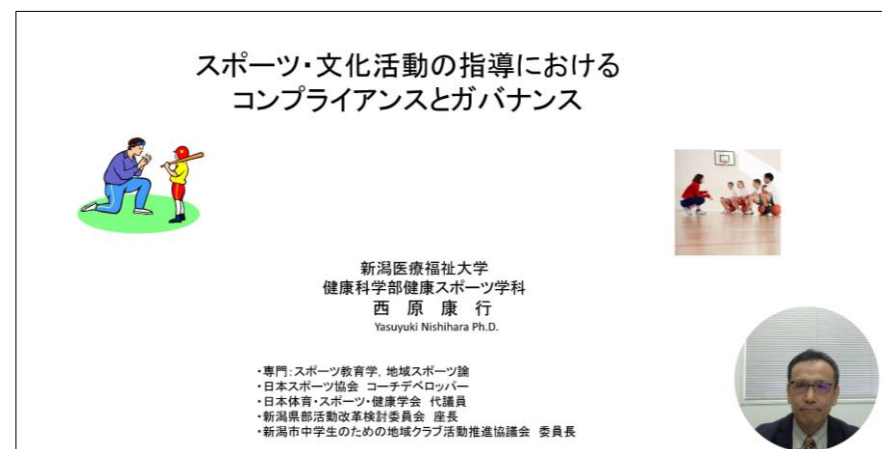 スポーツ・文化活動の指導における
コンプライアンスとガバナンス
新潟医療福祉大学
健康科学部健康スポーツ学科
西 原 康 行
Yasuyuki Nishihara Ph.D.
・専門：スポーツ教育学，地域スポーツ論
・日本スポーツ協会 コーチデベロッパー
・日本体育・スポーツ・健康学会 代議員
・新潟県部活動改革検討委員会 座長
・新潟市中学生のための地域クラブ活動推進協議会 委員長